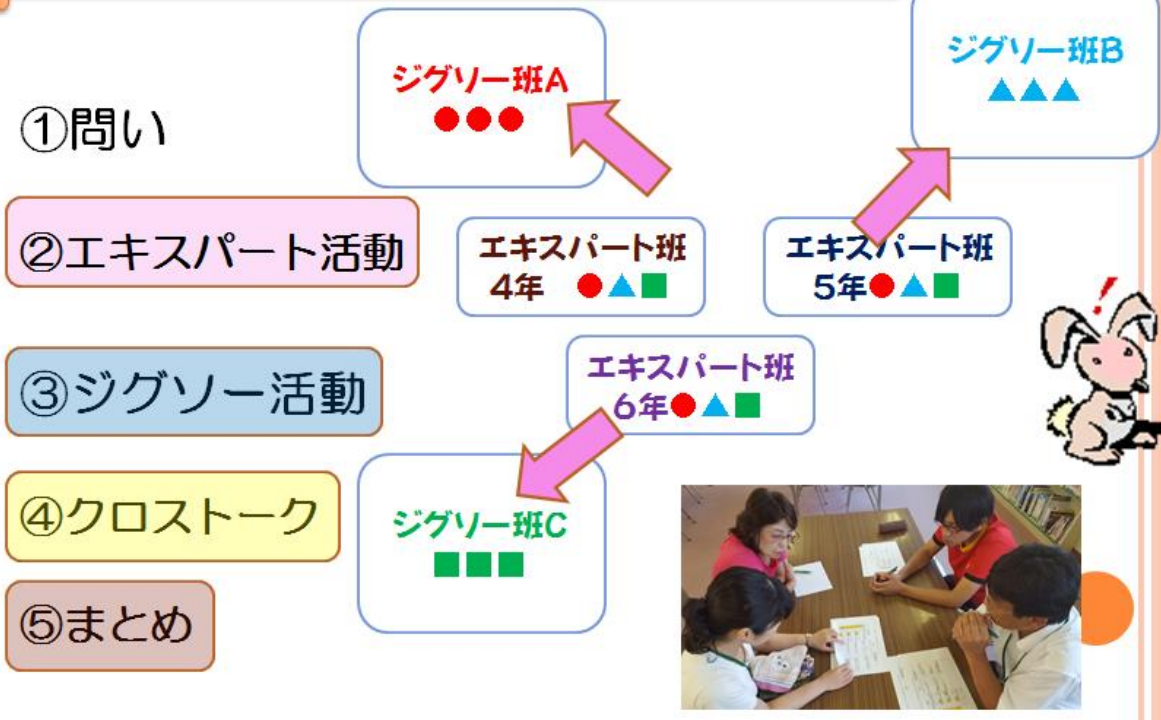 ①問い
②エキスパート活動
③ジグソー活動
④クロストーク
⑤まとめ
ジグソー班A
●●●
ジグソー班B
▲▲▲
エキスパート班
4年 ●▲■
エキスパート班
5年●▲■
エキスパート班
6年●▲■
ジグソー班C
■■■
!